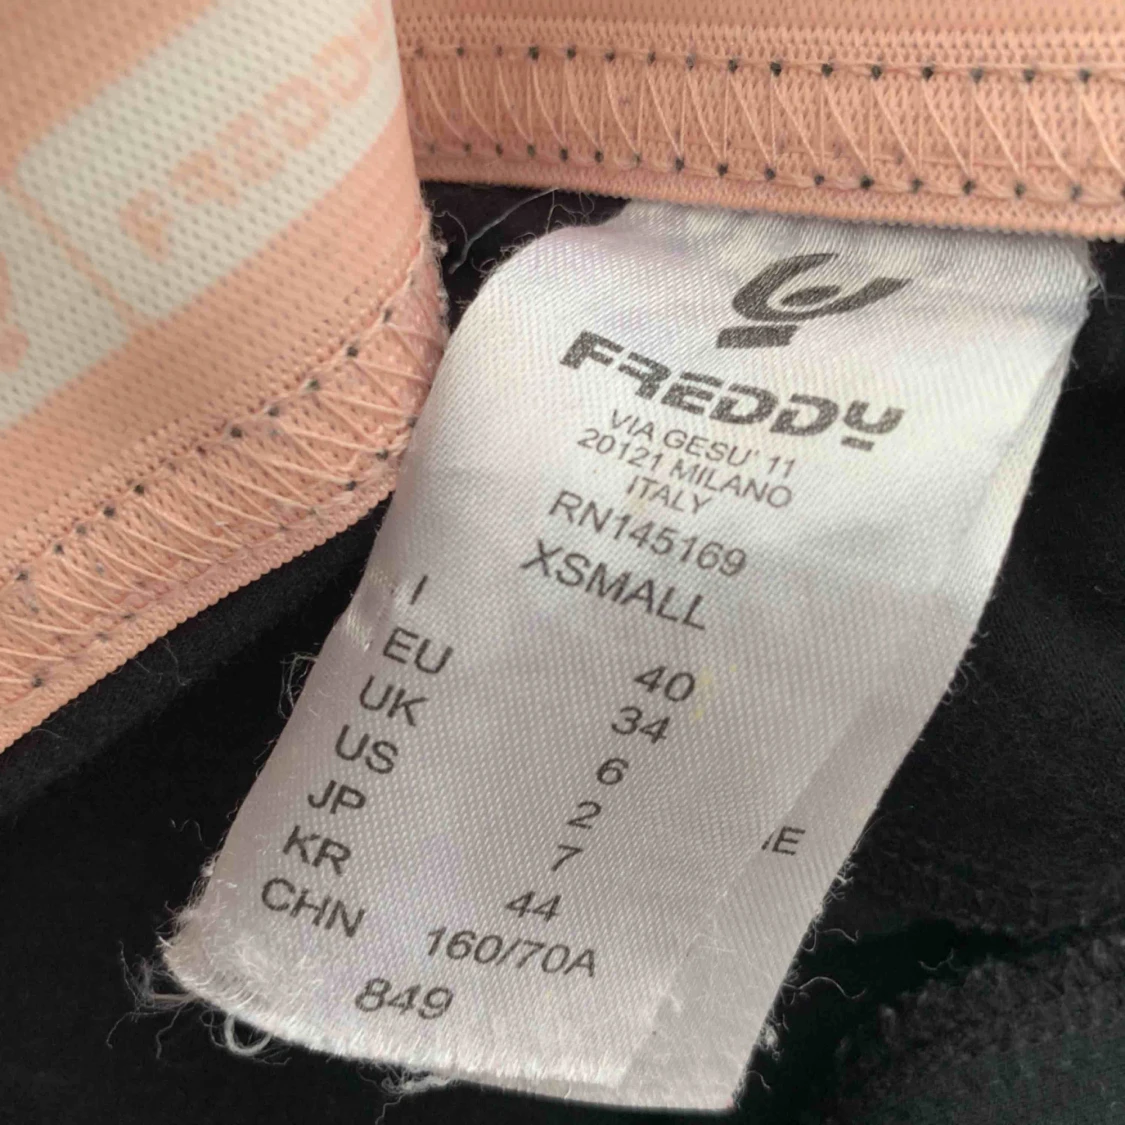 FREDDY
FREDDY
VIA GESU' 11
20121 MILANO
ITALY
RN145169
XSMALL
I 40
EU 34
UK 6
US 2
JP 7
KR 44
CHN 160/70A
849